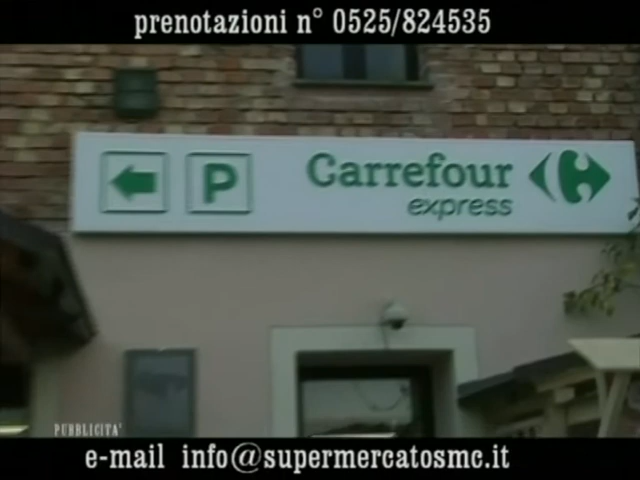 prenotazioni n° 0525/824535
P Carrefour
express
PUBBLICITA'
e-mail info@supermercatosmc.it